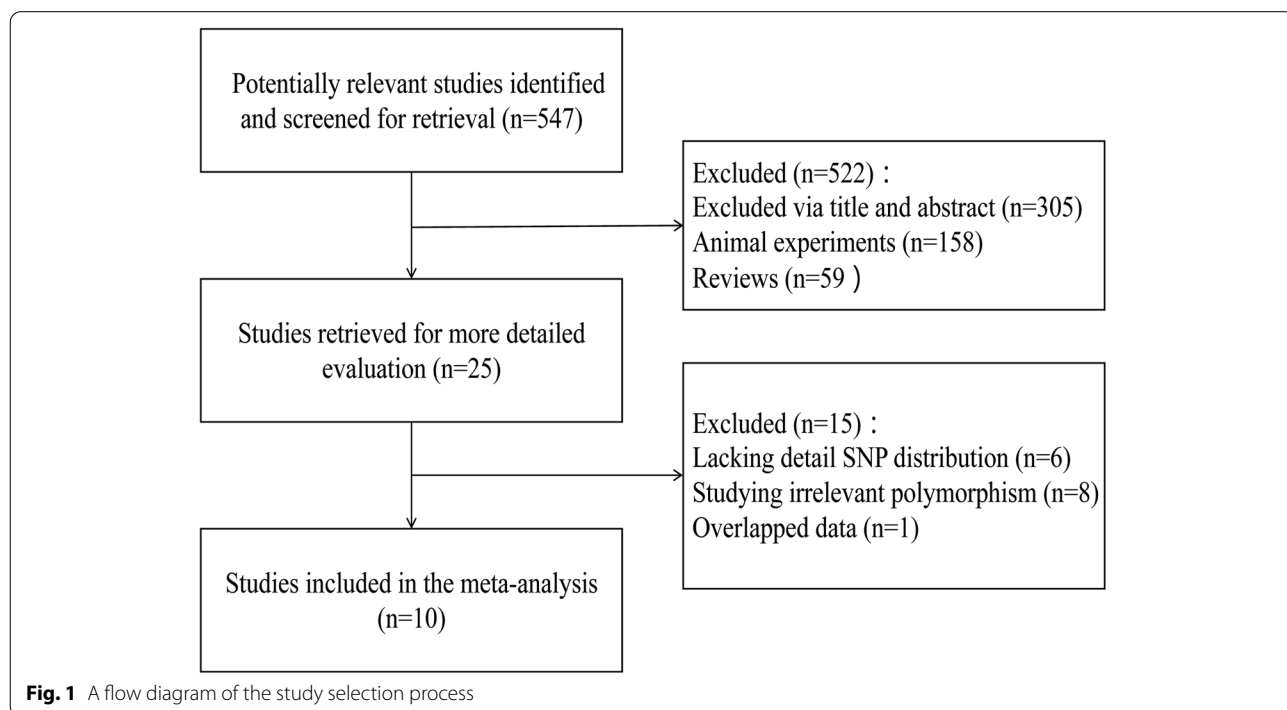 Potentially relevant studies identified
and screened for retrieval (n=547)
Excluded (n=522)：
Excluded via title and abstract (n=305)
Animal experiments (n=158)
Reviews (n=59 )
Studies retrieved for more detailed
evaluation (n=25)
Excluded (n=15)：
Lacking detail SNP distribution (n=6)
Studying irrelevant polymorphism (n=8)
Overlapped data (n=1)
Studies included in the meta-analysis
(n=10)
Fig. 1 A flow diagram of the study selection process